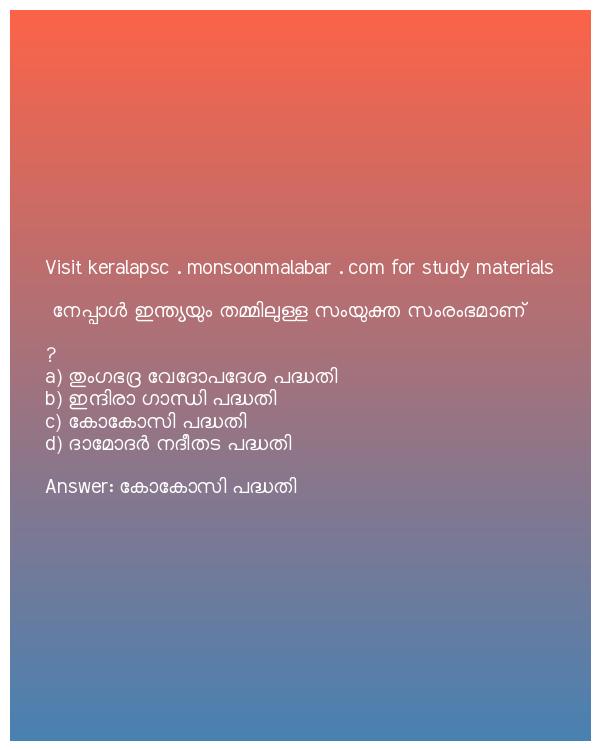 Visit keralapsc . monsoonmalabar . com for study materials
നേപ്പാൾ ഇന്ത്യയും തമ്മിലുള്ള സംയുക്ത സംരംഭമാണ്
?
a) തുംഗഭദ്ര വേദോപദേശ പദ്ധതി
b) ഇന്ദിരാ ഗാന്ധി പദ്ധതി
c) കോകോസി പദ്ധതി
d) ദാമോദർ നദീതട പദ്ധതി
Answer: കോകോസി പദ്ധതി